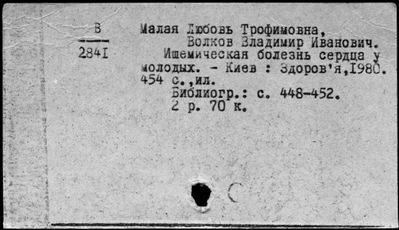 В
2841
Малая Любовь Трофимовна,
Волков Владимир Иванович.
Ишемическая болезнь сердца у
молодых. - Киев : Здоров'я,1980.
454 с.,ил.
Библиогр.: с. 448-452.
2 р. 70 к.